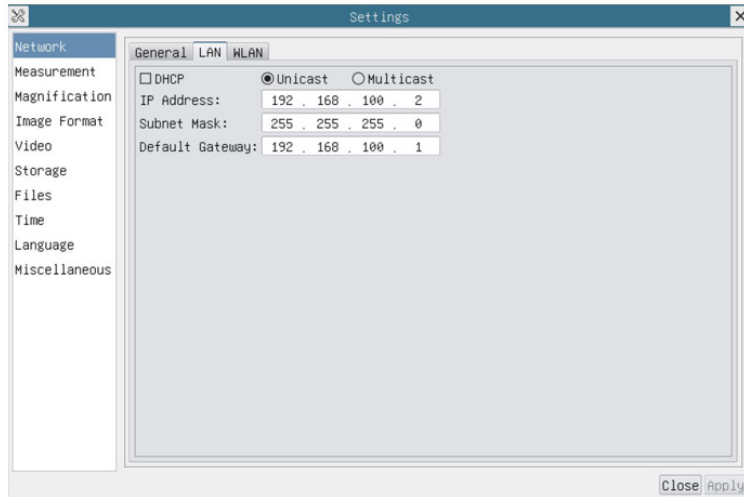 Settings
Network
Measurement
Magnification
Image Format
Video
Storage
Files
Time
Language
Miscellaneous
General LAN WLAN
DHCP Unicast Multicast
IP Address: 192 . 168 . 100 . 2
Subnet Mask: 255 . 255 . 255 . 0
Default Gateway: 192 . 168 . 100 . 1
Close Apply